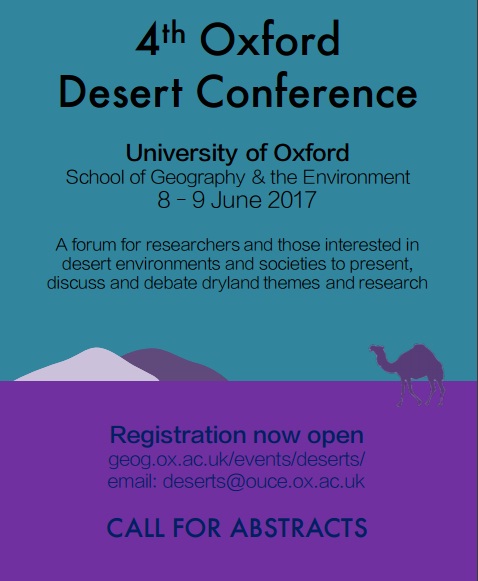 4th Oxford
Desert Conference
University of Oxford
School of Geography & the Environment
8 - 9 June 2017
A forum for researchers and those interested in
desert environments and societies to present,
discuss and debate dryland themes and research
Registration now open
geog.ox.ac.uk/events/deserts/
email: deserts@ouce.ox.ac.uk
CALL FOR ABSTRACTS